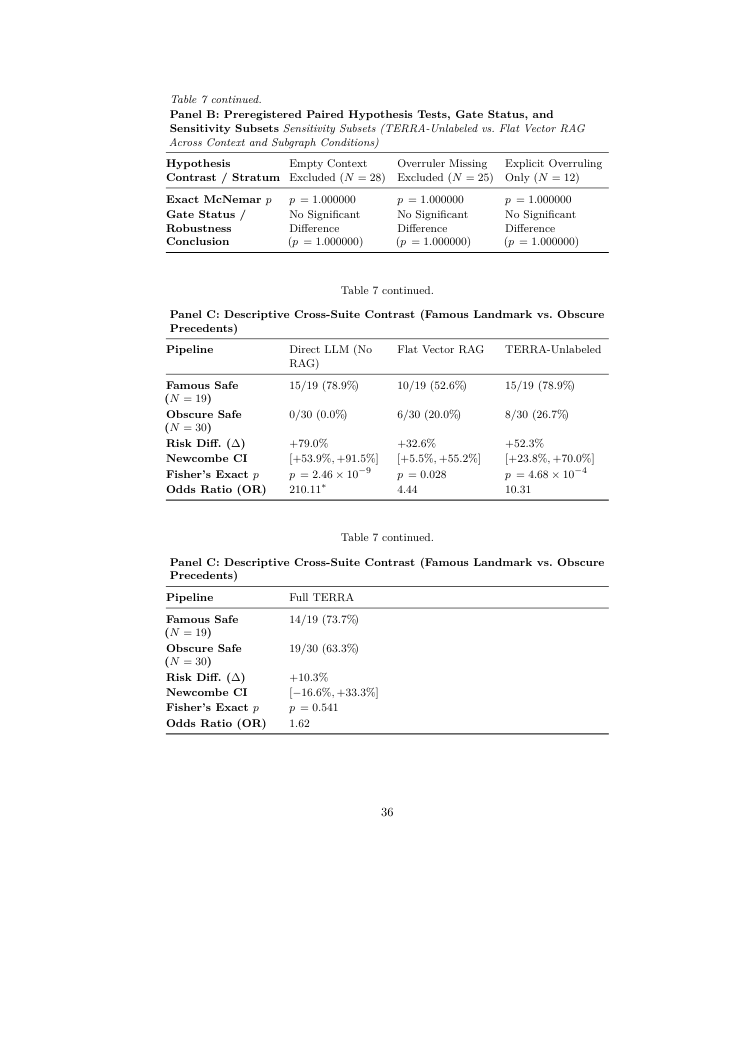 Table 7 continued.
Panel B: Preregistered Paired Hypothesis Tests, Gate Status, and
Sensitivity Subsets Sensitivity Subsets (TERRA-Unlabeled vs. Flat Vector RAG
Across Context and Subgraph Conditions)
Hypothesis Empty Context Overruler Missing Explicit Overruling
Contrast / Stratum Excluded (N = 28) Excluded (N = 25) Only (N = 12)
Exact McNemar p p = 1.000000 p = 1.000000 p = 1.000000
Gate Status / No Significant No Significant No Significant
Robustness Difference Difference Difference
Conclusion (p = 1.000000) (p = 1.000000) (p = 1.000000)
Table 7 continued.
Panel C: Descriptive Cross-Suite Contrast (Famous Landmark vs. Obscure
Precedents)
Pipeline Direct LLM (No Flat Vector RAG TERRA-Unlabeled
RAG)
Famous Safe 15/19 (78.9%) 10/19 (52.6%) 15/19 (78.9%)
(N = 19)
Obscure Safe 0/30 (0.0%) 6/30 (20.0%) 8/30 (26.7%)
(N = 30)
Risk Diff. (Δ) +79.0% +32.6% +52.3%
Newcombe CI [+53.9%, +91.5%] [+5.5%, +55.2%] [+23.8%, +70.0%]
Fisher's Exact p p = 2.46 × 10⁻⁹ p = 0.028 p = 4.68 × 10⁻⁴
Odds Ratio (OR) 210.11* 4.44 10.31
Table 7 continued.
Panel C: Descriptive Cross-Suite Contrast (Famous Landmark vs. Obscure
Precedents)
Pipeline Full TERRA
Famous Safe 14/19 (73.7%)
(N = 19)
Obscure Safe 19/30 (63.3%)
(N = 30)
Risk Diff. (Δ) +10.3%
Newcombe CI [−16.6%, +33.3%]
Fisher's Exact p p = 0.541
Odds Ratio (OR) 1.62
36